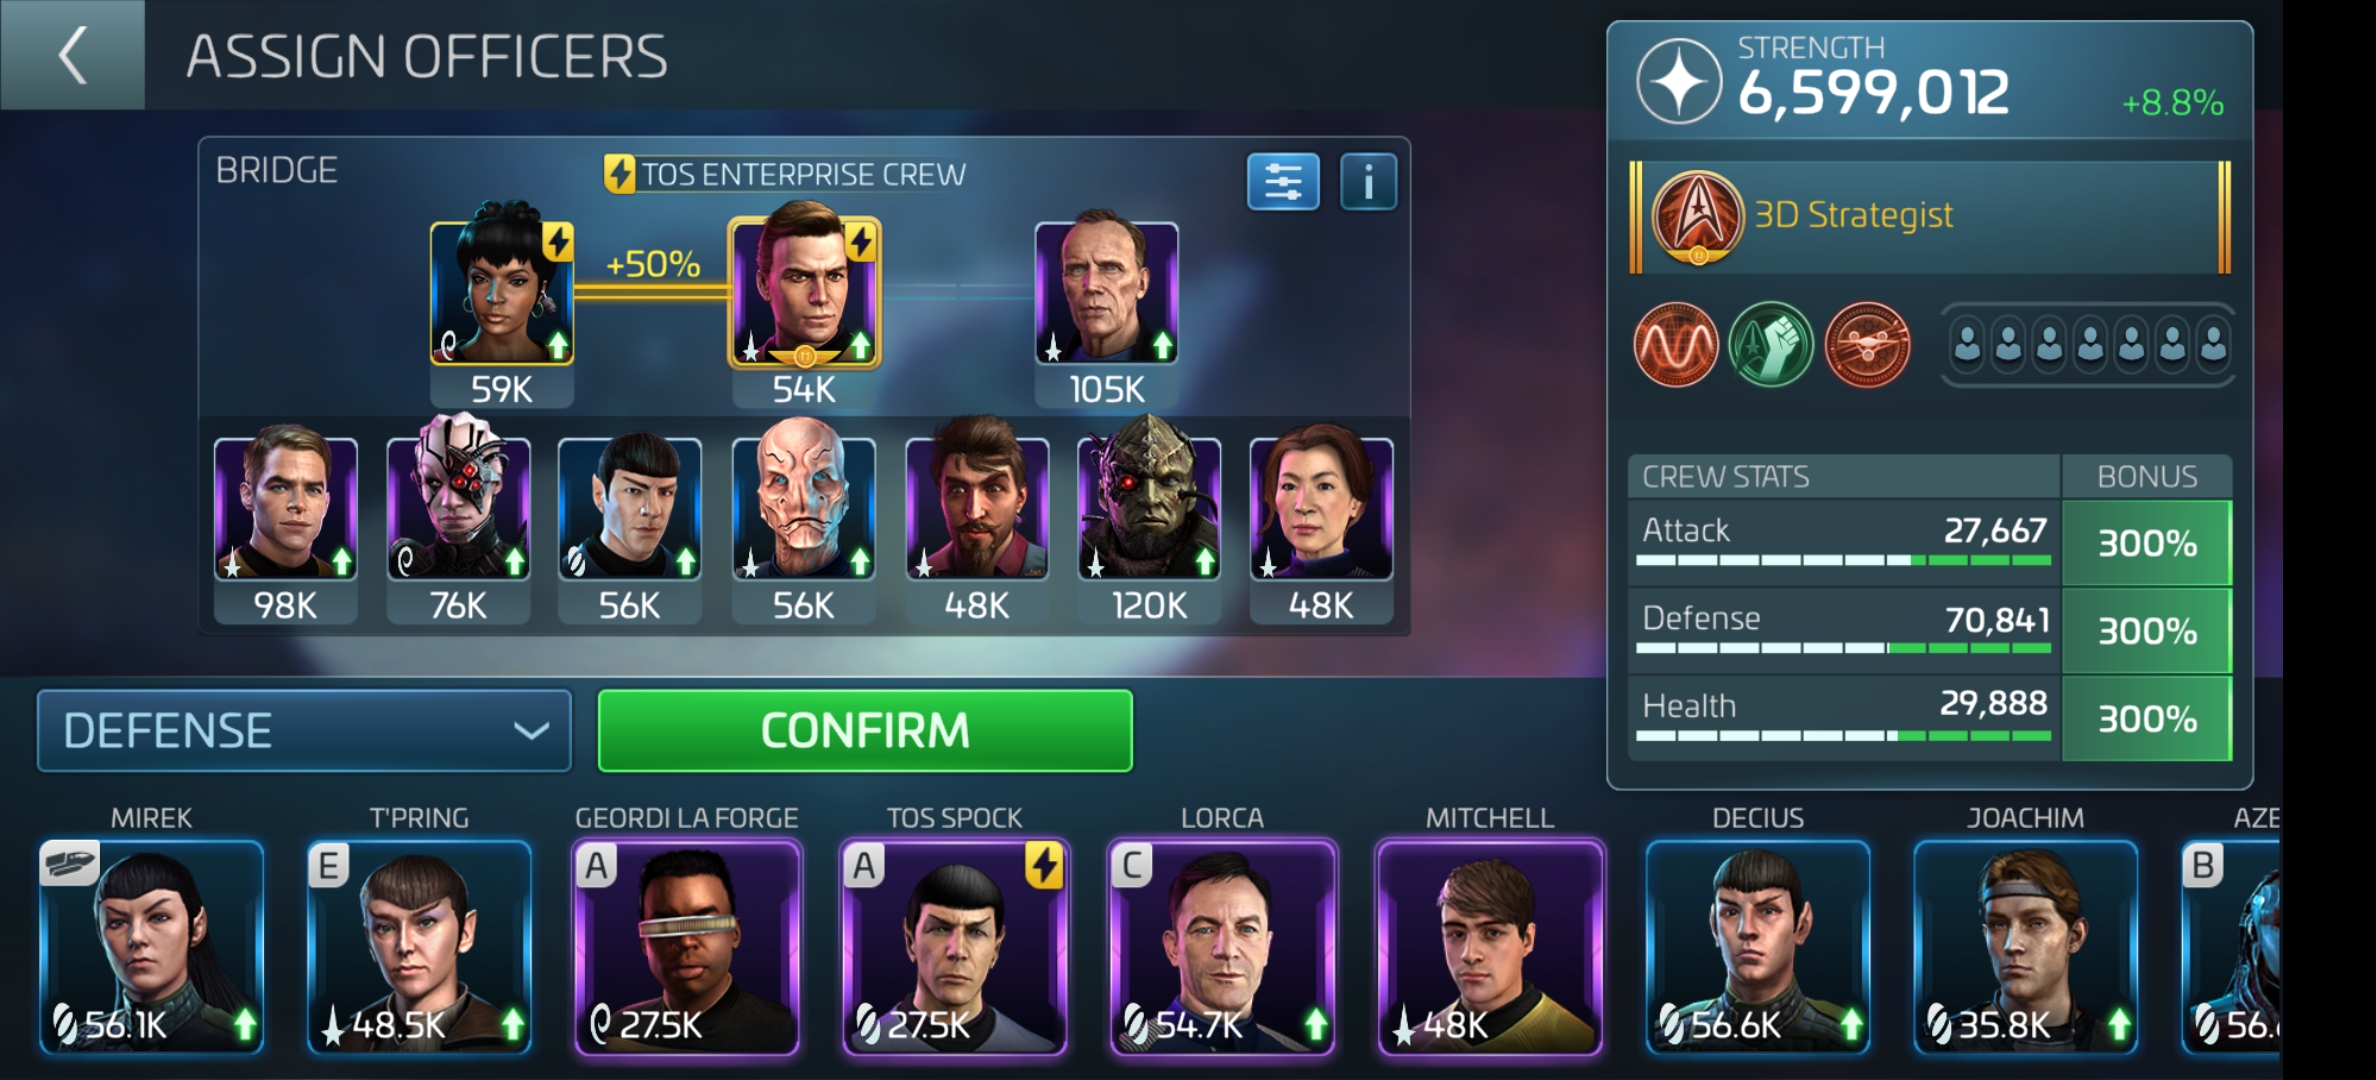 ASSIGN OFFICERS
STRENGTH
6,599,012
+8.8%
BRIDGE
TOS ENTERPRISE CREW
i
3D Strategist
+50%
59K
54K
105K
98K
76K
56K
56K
48K
120K
48K
CREW STATS
BONUS
Attack
27,667
300%
Defense
70,841
300%
Health
29,888
300%
DEFENSE
CONFIRM
MIREK
T'PRING
GEORDI LA FORGE
TOS SPOCK
LORCA
MITCHELL
DECIUS
JOACHIM
AZE
E
A
A
C
B
56.1K
48.5K
27.5K
27.5K
54.7K
48K
56.6K
35.8K
56.